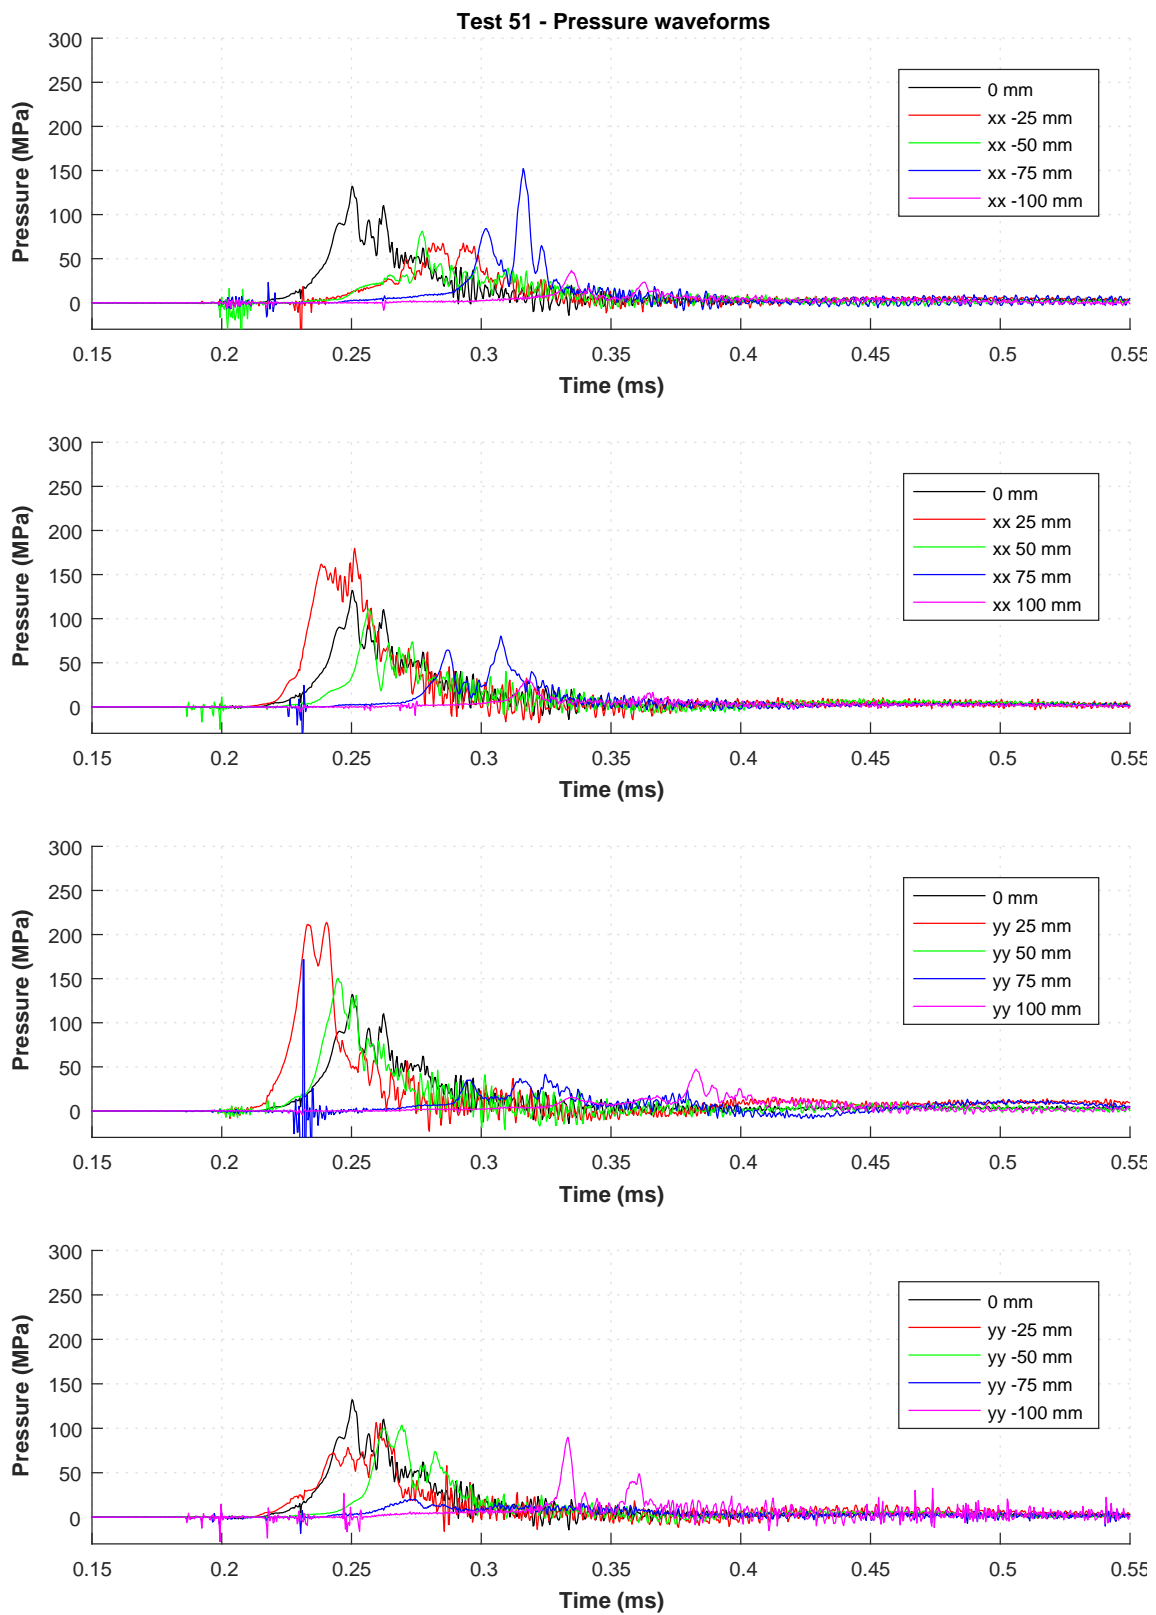 Test 51 - Pressure waveforms
300
250
200
150
100
50
0
Pressure (MPa)
0 mm
xx -25 mm
xx -50 mm
xx -75 mm
xx -100 mm
0.15 0.2 0.25 0.3 0.35 0.4 0.45 0.5 0.55
Time (ms)
300
250
200
150
100
50
0
Pressure (MPa)
0 mm
xx 25 mm
xx 50 mm
xx 75 mm
xx 100 mm
0.15 0.2 0.25 0.3 0.35 0.4 0.45 0.5 0.55
Time (ms)
300
250
200
150
100
50
0
Pressure (MPa)
0 mm
yy 25 mm
yy 50 mm
yy 75 mm
yy 100 mm
0.15 0.2 0.25 0.3 0.35 0.4 0.45 0.5 0.55
Time (ms)
300
250
200
150
100
50
0
Pressure (MPa)
0 mm
yy -25 mm
yy -50 mm
yy -75 mm
yy -100 mm
0.15 0.2 0.25 0.3 0.35 0.4 0.45 0.5 0.55
Time (ms)